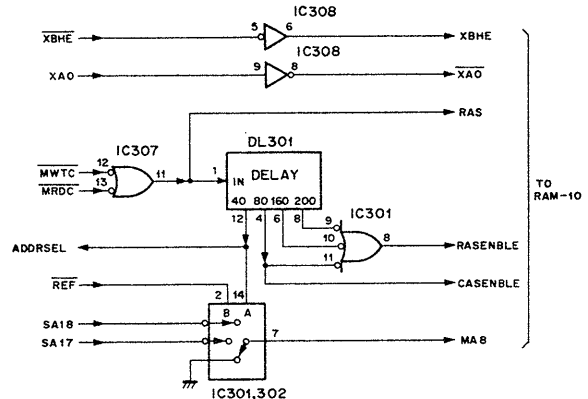 IC308
XBHE 5 6 XBHE
IC308
XA0 9 8 XA0
RAS
IC307 DL301
MWTC 12 11 1 IN DELAY
MRDC 13
40 80 160 200 IC301
12 4 6 8 9
10 8 RASENBLE
ADDRSEL 11
CASENBLE
REF 2 14
B A
SA18
SA17 7 MA8
IC301,302
TO
RAM-10